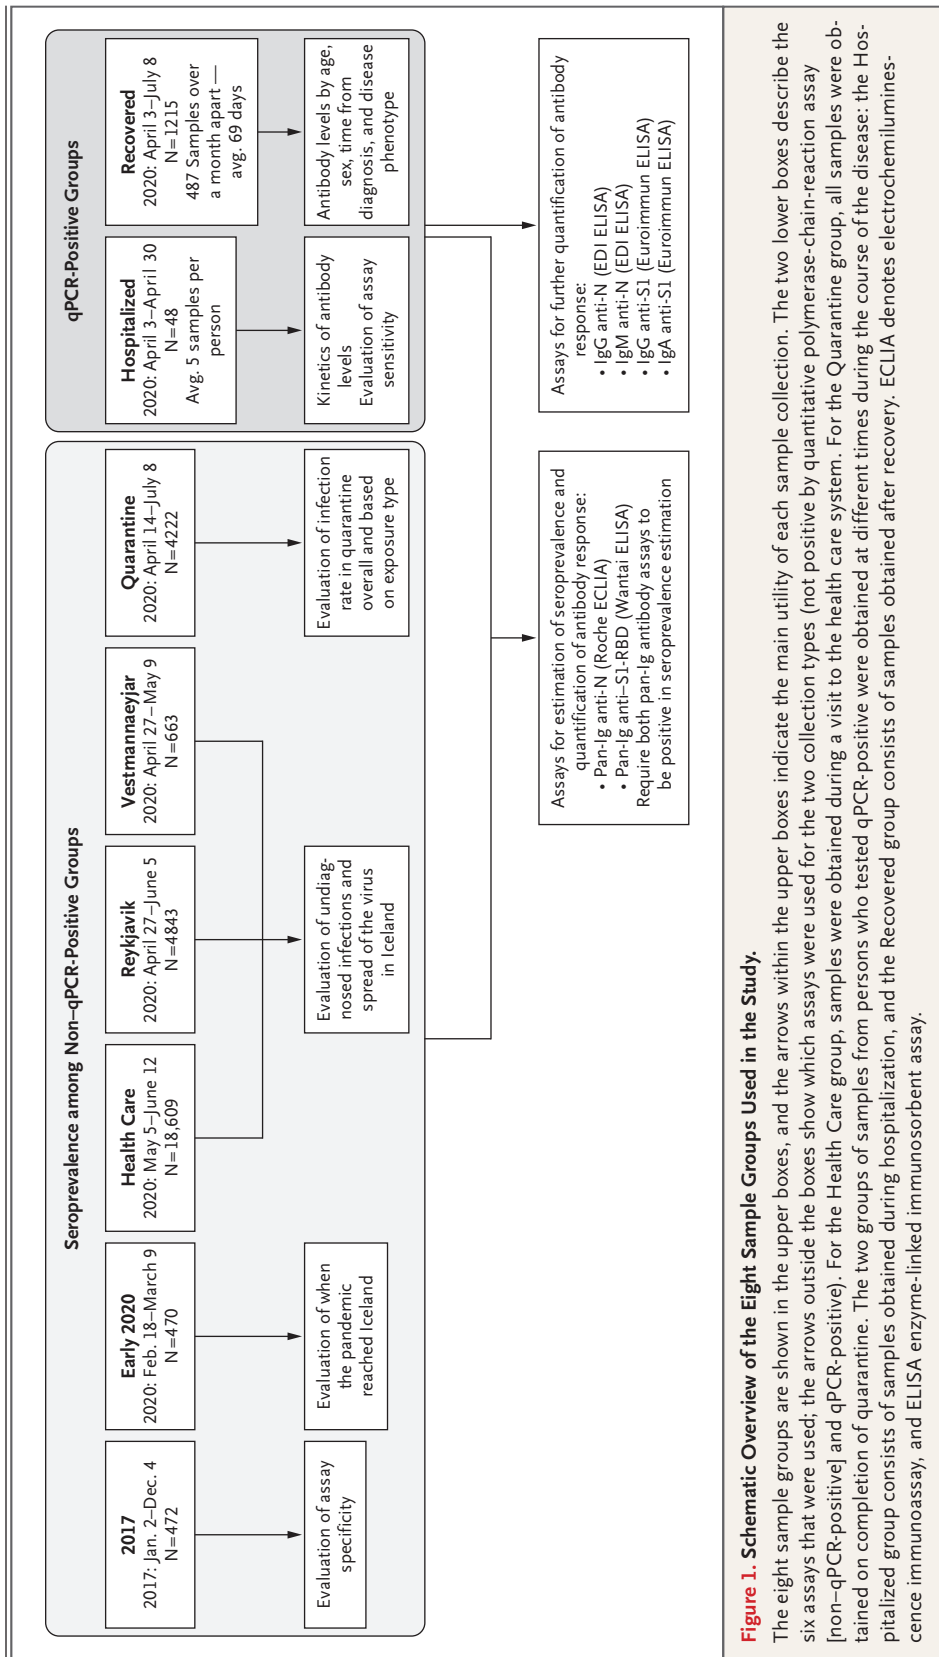 Seroprevalence among Non–qPCR-Positive Groups
2017
2017: Jan. 2–Dec. 4
N=472
Early 2020
2020: Feb. 18–March 9
N=470
Health Care
2020: May 5–June 12
N=18,609
Reykjavik
2020: April 27–June 5
N=4843
Vestmannaeyjar
2020: April 27–May 9
N=663
Quarantine
2020: April 14–July 8
N=4222
Evaluation of assay
specificity
Evaluation of when
the pandemic
reached Iceland
Evaluation of undiag-
nosed infections and
spread of the virus
in Iceland
Evaluation of infection
rate in quarantine
overall and based
on exposure type
qPCR-Positive Groups
Hospitalized
2020: April 3–April 30
N=48
Avg. 5 samples per
person
Recovered
2020: April 3–July 8
N=1215
487 Samples over
a month apart —
avg. 69 days
Kinetics of antibody
levels
Evaluation of assay
sensitivity
Antibody levels by age,
sex, time from
diagnosis, and disease
phenotype
Assays for estimation of seroprevalence and
quantification of antibody response:
• Pan-Ig anti-N (Roche ECLIA)
• Pan-Ig anti–S1-RBD (Wantai ELISA)
Require both pan-Ig antibody assays to
be positive in seroprevalence estimation
Assays for further quantification of antibody
response:
• IgG anti-N (EDI ELISA)
• IgM anti-N (EDI ELISA)
• IgG anti-S1 (Euroimmun ELISA)
• IgA anti-S1 (Euroimmun ELISA)
Figure 1. Schematic Overview of the Eight Sample Groups Used in the Study.
The eight sample groups are shown in the upper boxes, and the arrows within the upper boxes indicate the main utility of each sample collection. The two lower boxes describe the
six assays that were used; the arrows outside the boxes show which assays were used for the two collection types (not positive by quantitative polymerase-chain-reaction assay
[non–qPCR-positive] and qPCR-positive). For the Health Care group, samples were obtained during a visit to the health care system. For the Quarantine group, all samples were ob-
tained on completion of quarantine. The two groups of samples from persons who tested qPCR-positive were obtained at different times during the course of the disease: the Hos-
pitalized group consists of samples obtained during hospitalization, and the Recovered group consists of samples obtained after recovery. ECLIA denotes electrochemilumines-
cence immunoassay, and ELISA enzyme-linked immunosorbent assay.